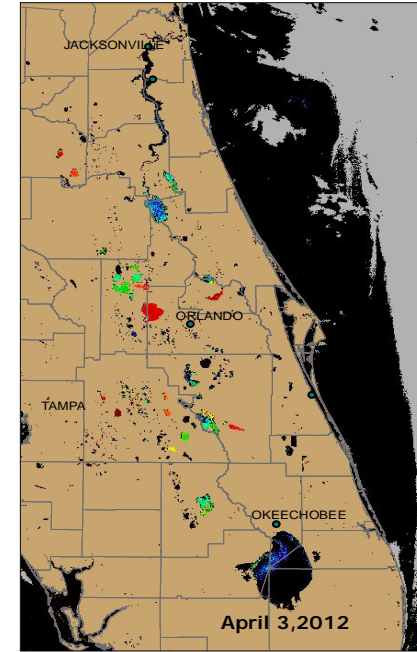 JACKSONVILLE
ORLANDO
TAMPA
OKEECHOBEE
April 3,2012